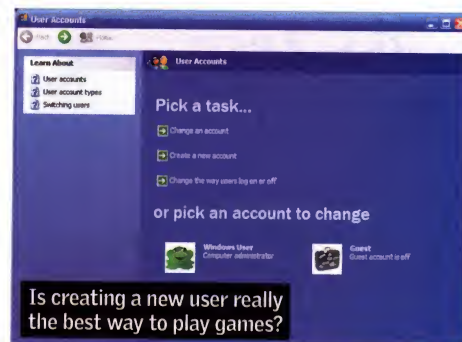 User Accounts
Back
Home
Learn About
User accounts
User account types
Switching users
User Accounts
Pick a task...
Change an account
Create a new account
Change the way users log on or off
or pick an account to change
Windows User
Computer administrator
Guest
Guest account is off
Is creating a new user really
the best way to play games?